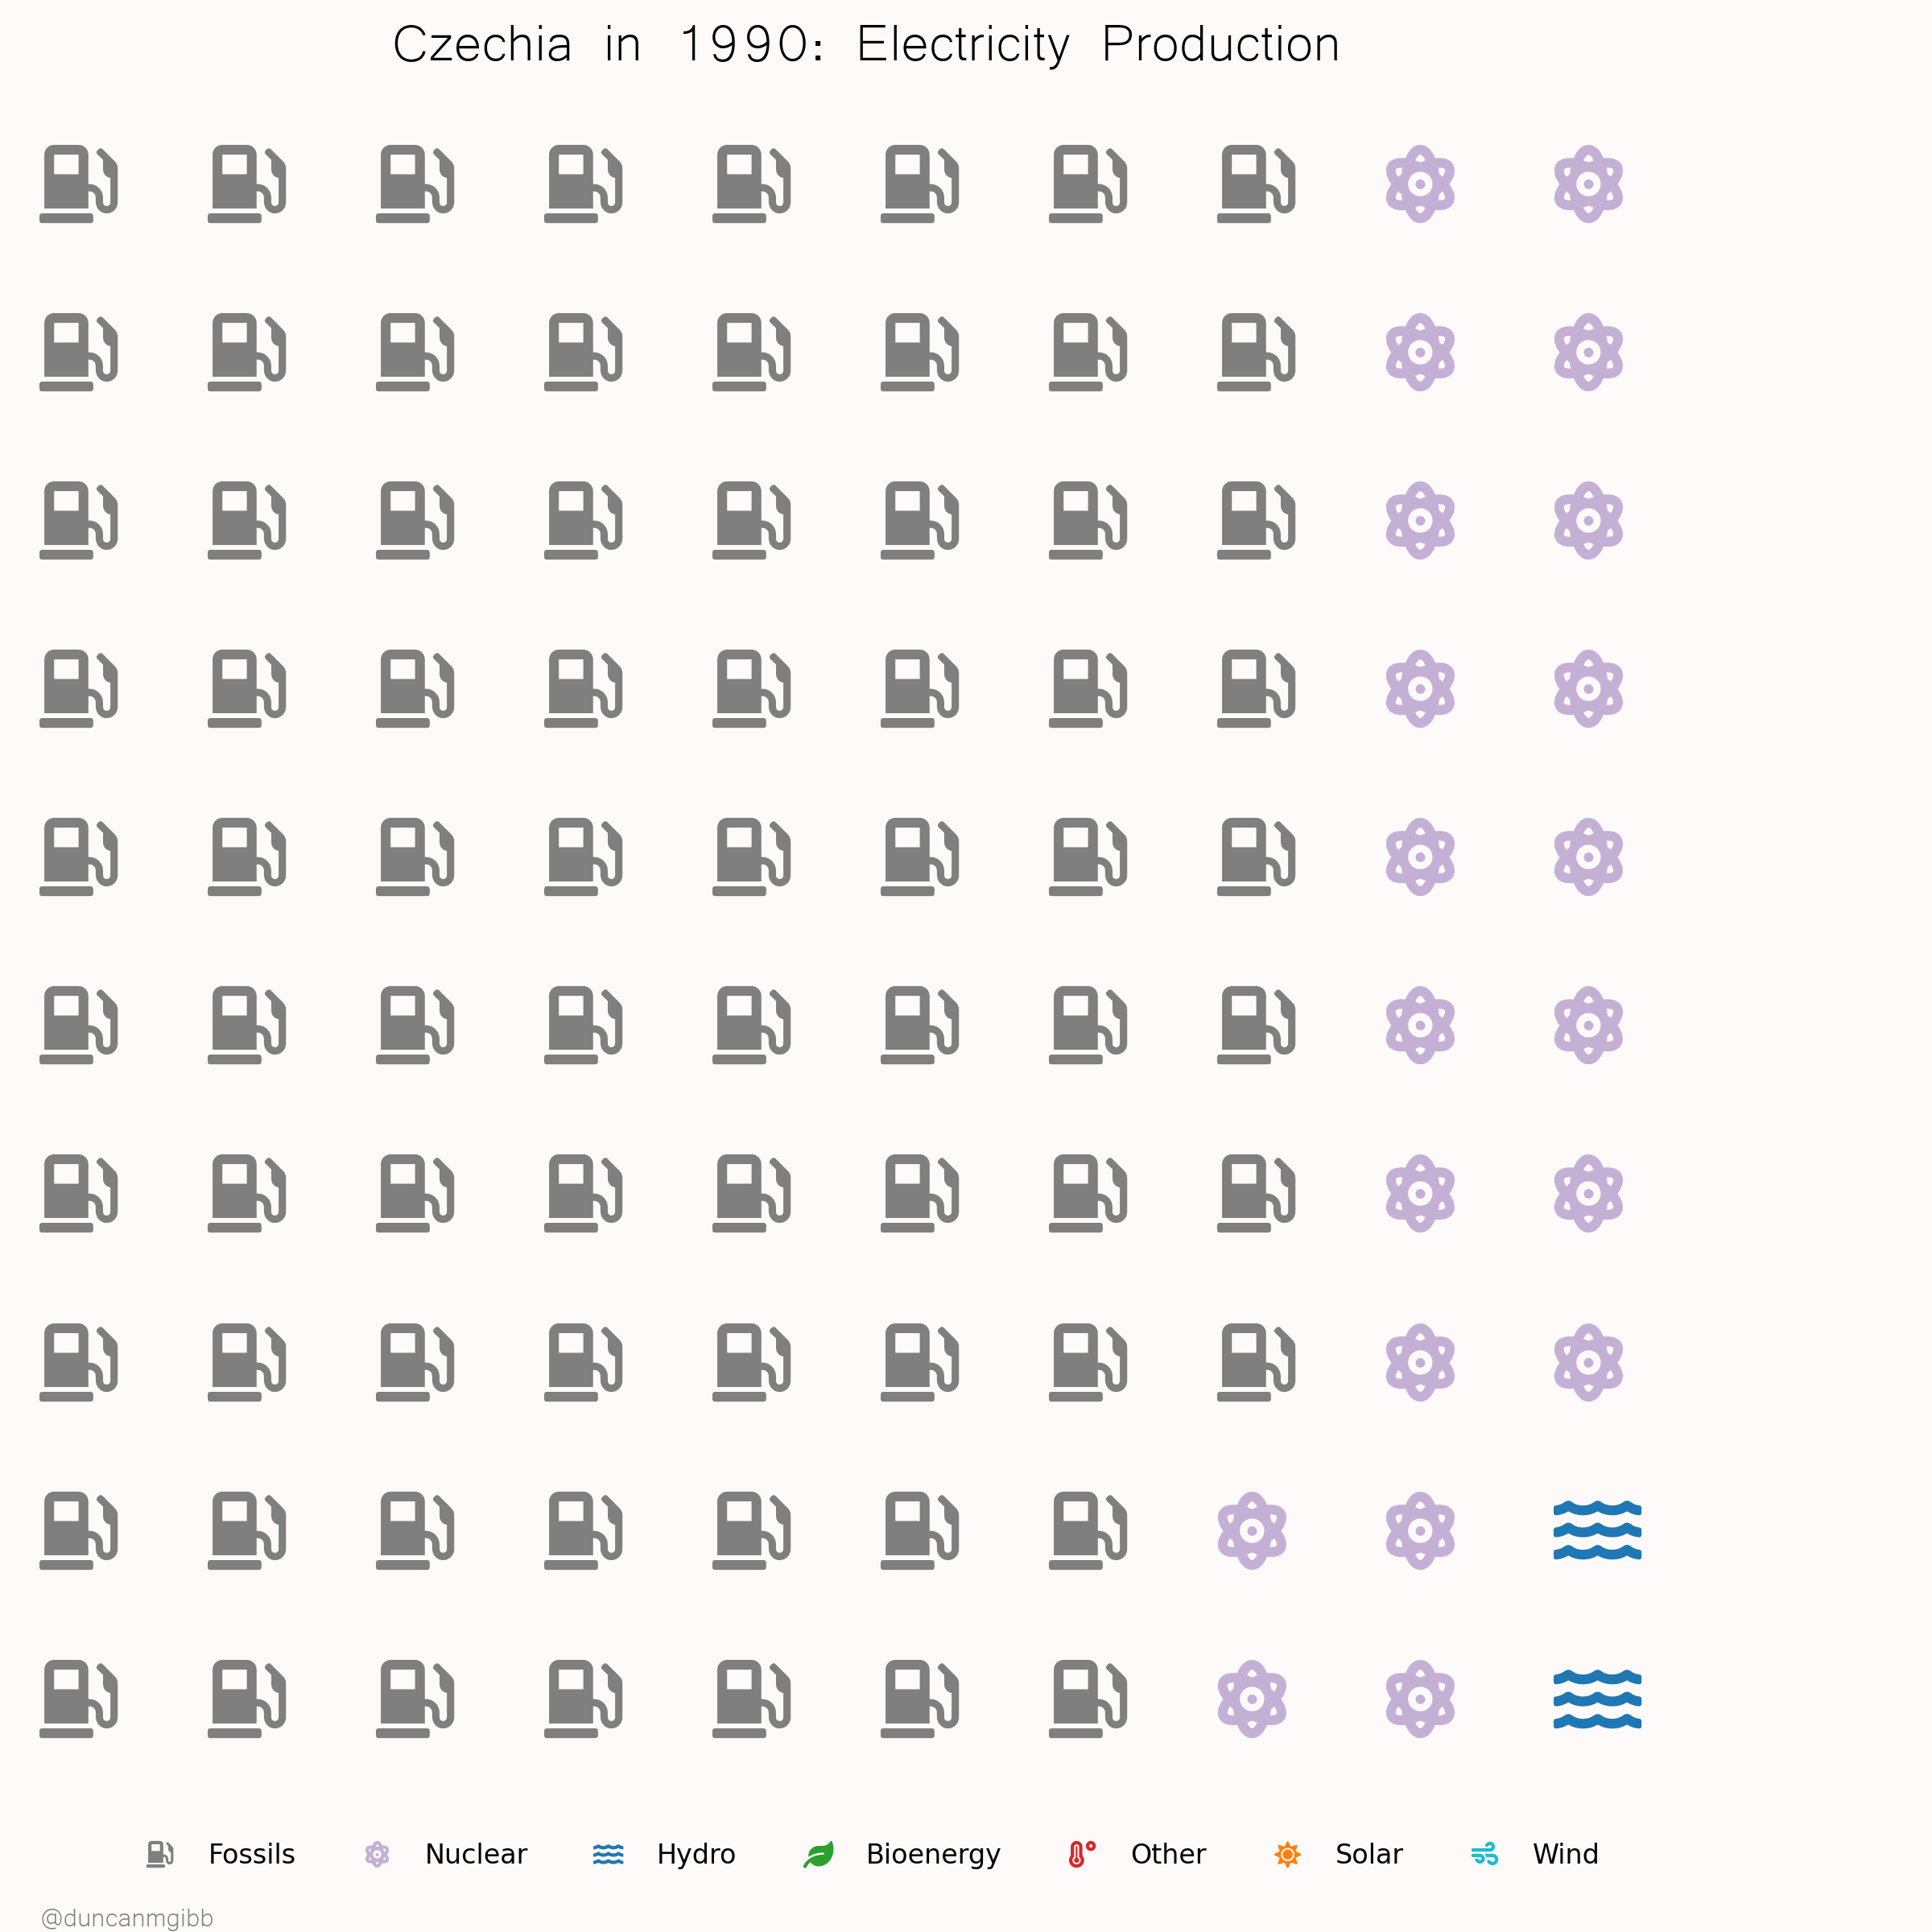 Czechia in 1990: Electricity Production
Fossils Nuclear Hydro Bioenergy Other Solar Wind
@duncanmgibb